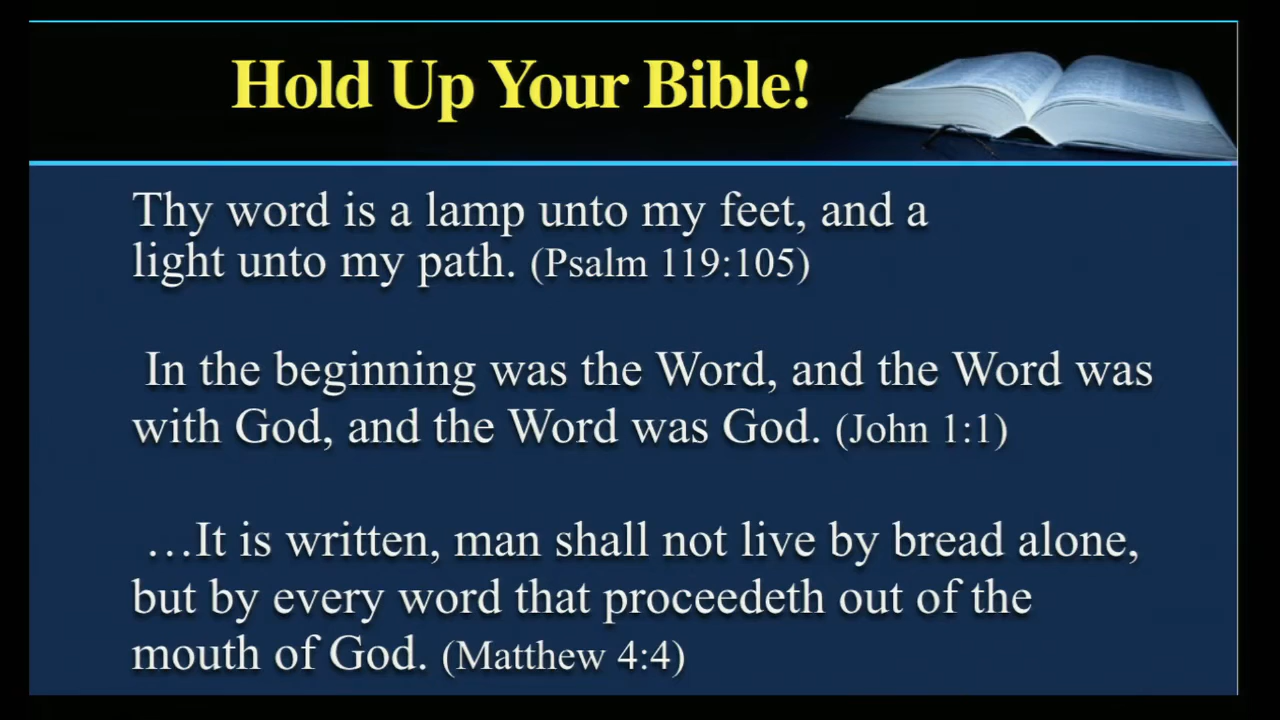 Hold Up Your Bible!
Thy word is a lamp unto my feet, and a
light unto my path. (Psalm 119:105)
In the beginning was the Word, and the Word was
with God, and the Word was God. (John 1:1)
…It is written, man shall not live by bread alone,
but by every word that proceedeth out of the
mouth of God. (Matthew 4:4)